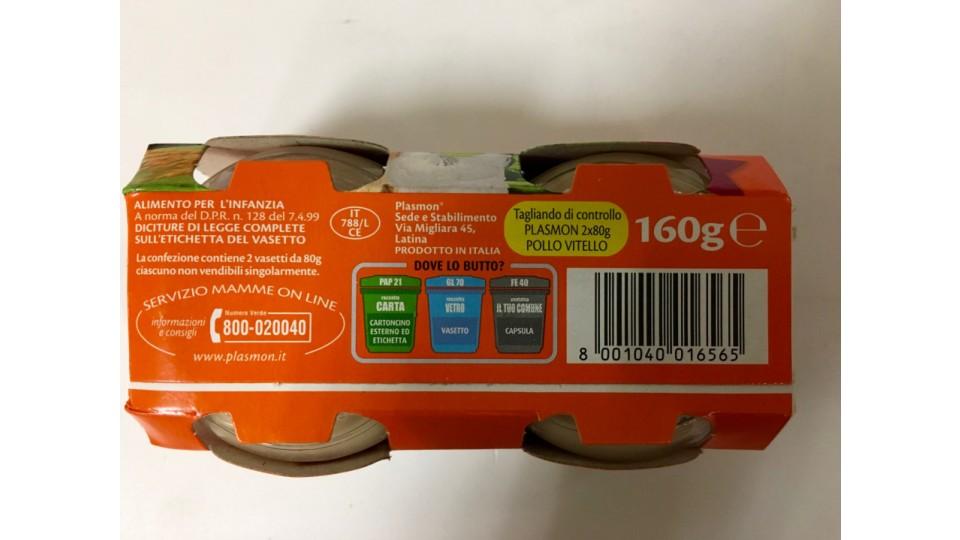 ALIMENTO PER L'INFANZIA
A norma del D.P.R. n. 128 del 7.4.99
DICITURE DI LEGGE COMPLETE
SULL'ETICHETTA DEL VASETTO
La confezione contiene 2 vasetti da 80g
ciascuno non vendibili singolarmente.
SERVIZIO MAMME ON LINE
informazioni
e consigli
Numero Verde
800-020040
www.plasmon.it
IT
788/L
CE
Plasmon®
Sede e Stabilimento
Via Migliara 45,
Latina
PRODOTTO IN ITALIA
Tagliando di controllo
PLASMON 2x80g
POLLO VITELLO
160g e
DOVE LO BUTTO?
PAP 21
raccolta
CARTA
CARTONCINO
ESTERNO ED
ETICHETTA
GL 70
raccolta
VETRO
VASETTO
FE 40
IL TUO COMUNE
CAPSULA
8 001040 016565